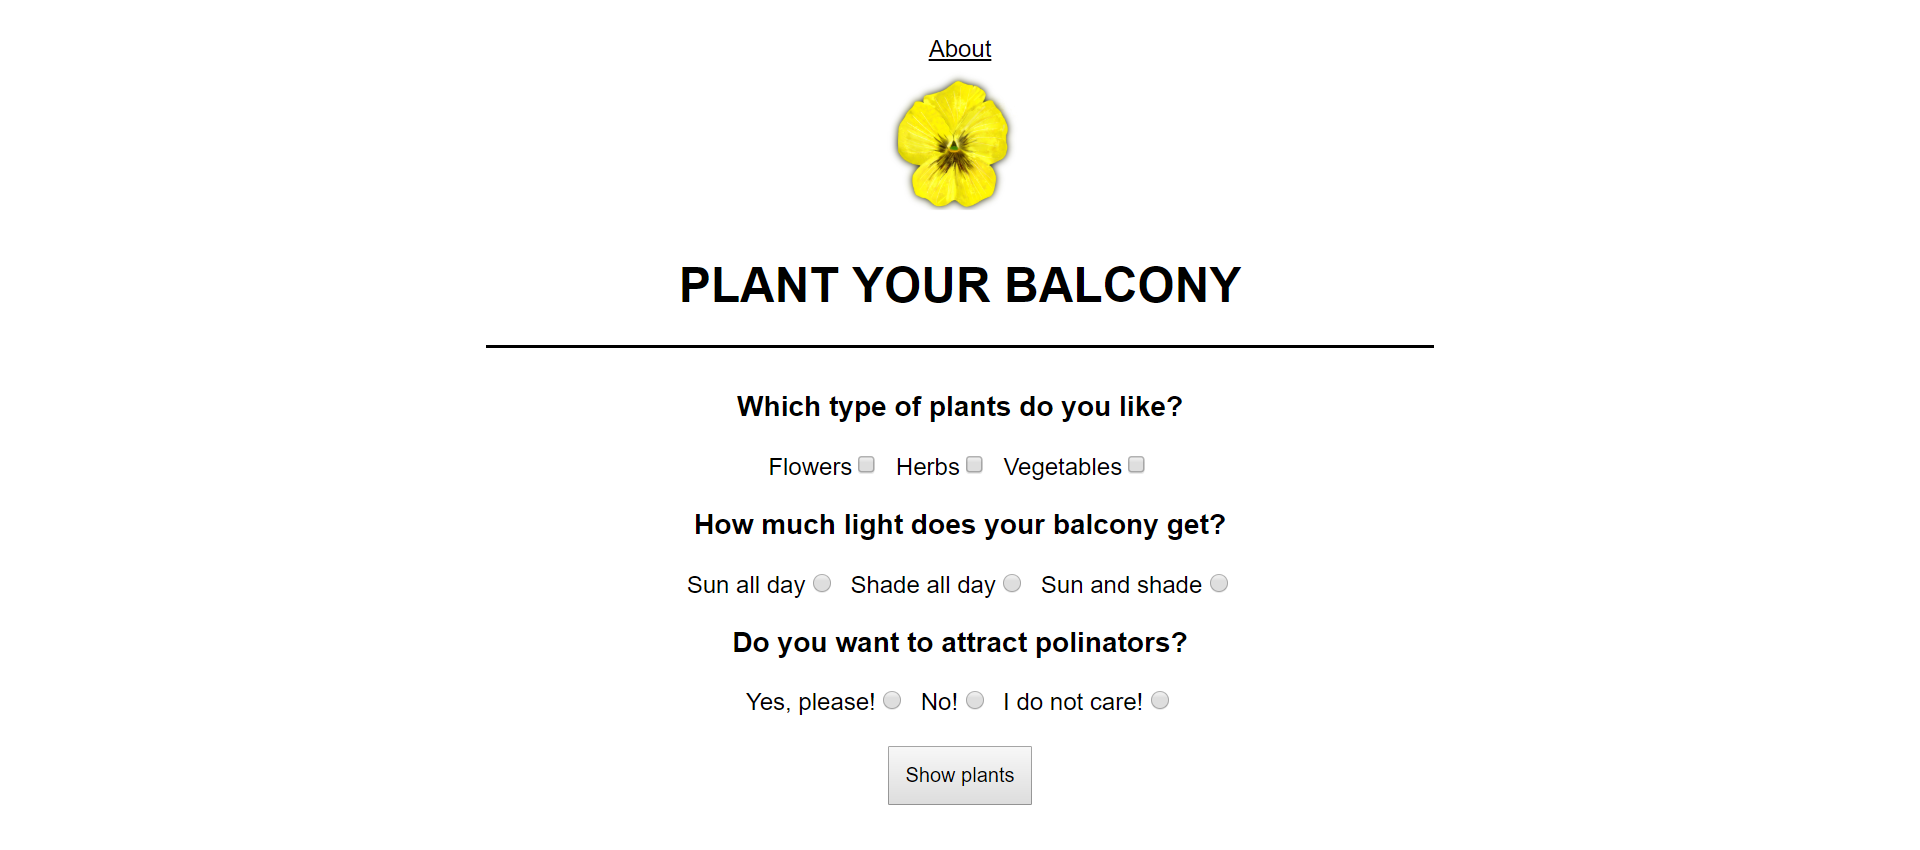 About
PLANT YOUR BALCONY
Which type of plants do you like?
Flowers Herbs Vegetables
How much light does your balcony get?
Sun all day Shade all day Sun and shade
Do you want to attract polinators?
Yes, please! No! I do not care!
Show plants